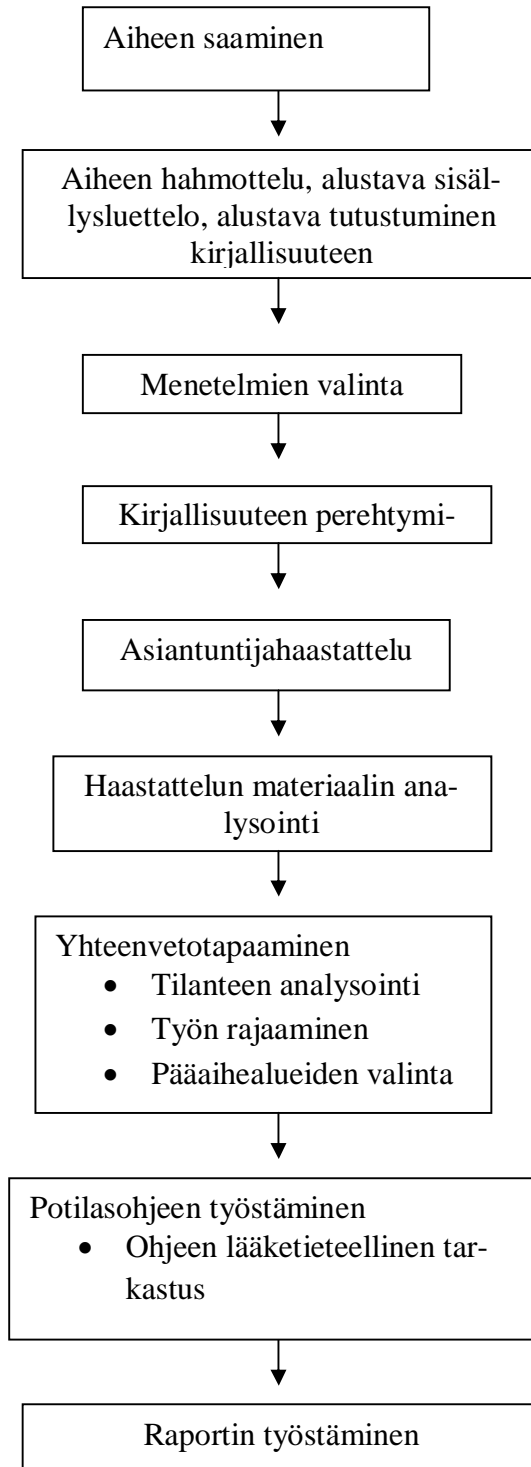 Aiheen saaminen
Aiheen hahmottelu, alustava sisäl-
lysluettelo, alustava tutustuminen
kirjallisuuteen
Menetelmien valinta
Kirjallisuuteen perehtymi-
Asiantuntijahaastattelu
Haastattelun materiaalin ana-
lysointi
Yhteenvetotapaaminen
• Tilanteen analysointi
• Työn rajaaminen
• Pääaihealueiden valinta
Potilasohjeen työstäminen
• Ohjeen lääketieteellinen tar-
kastus
Raportin työstäminen